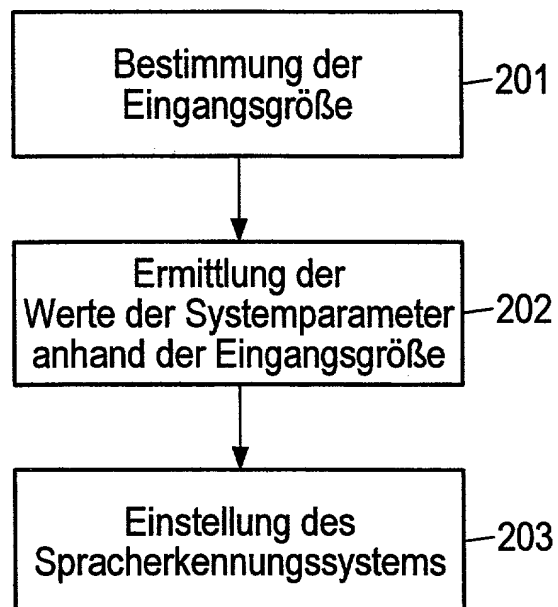 Bestimmung der
Eingangsgröße
201
Ermittlung der
Werte der Systemparameter
anhand der Eingangsgröße
202
Einstellung des
Spracherkennungssystems
203